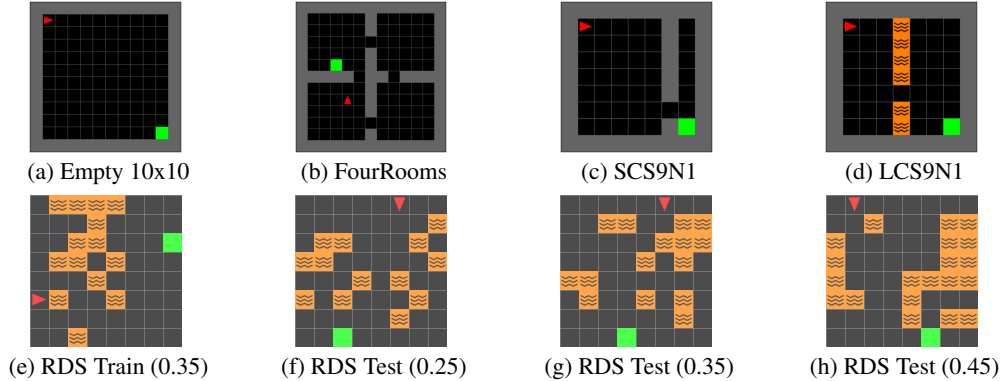 (a) Empty 10x10
(b) FourRooms
(c) SCS9N1
(d) LCS9N1
(e) RDS Train (0.35)
(f) RDS Test (0.25)
(g) RDS Test (0.35)
(h) RDS Test (0.45)